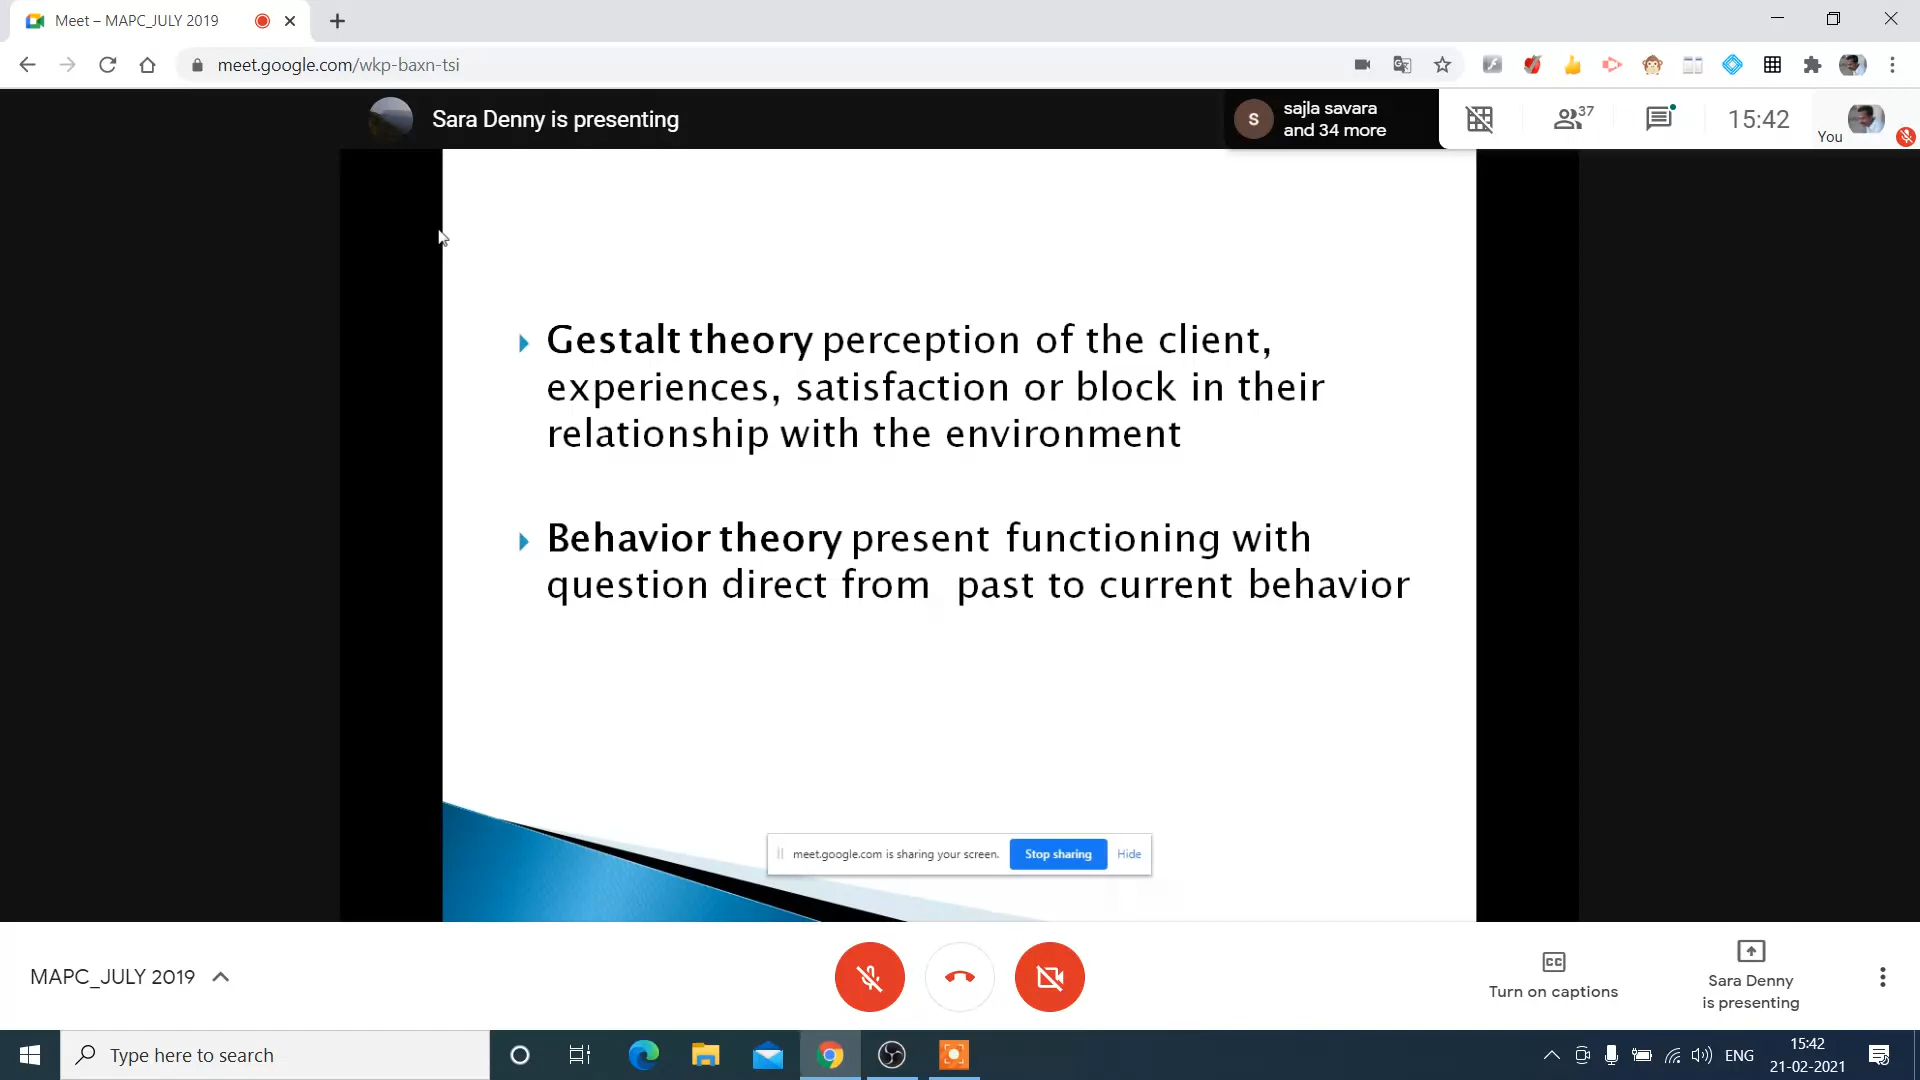 Meet – MAPC_JULY 2019
meet.google.com/wkp-baxn-tsi
Sara Denny is presenting
S
sajla savara
and 34 more
37
15:42
You
Gestalt theory perception of the client,
experiences, satisfaction or block in their
relationship with the environment
Behavior theory present functioning with
question direct from past to current behavior
meet.google.com is sharing your screen.
Stop sharing
Hide
MAPC_JULY 2019
CC
Turn on captions
Sara Denny
is presenting
Type here to search
ENG
15:42
21-02-2021